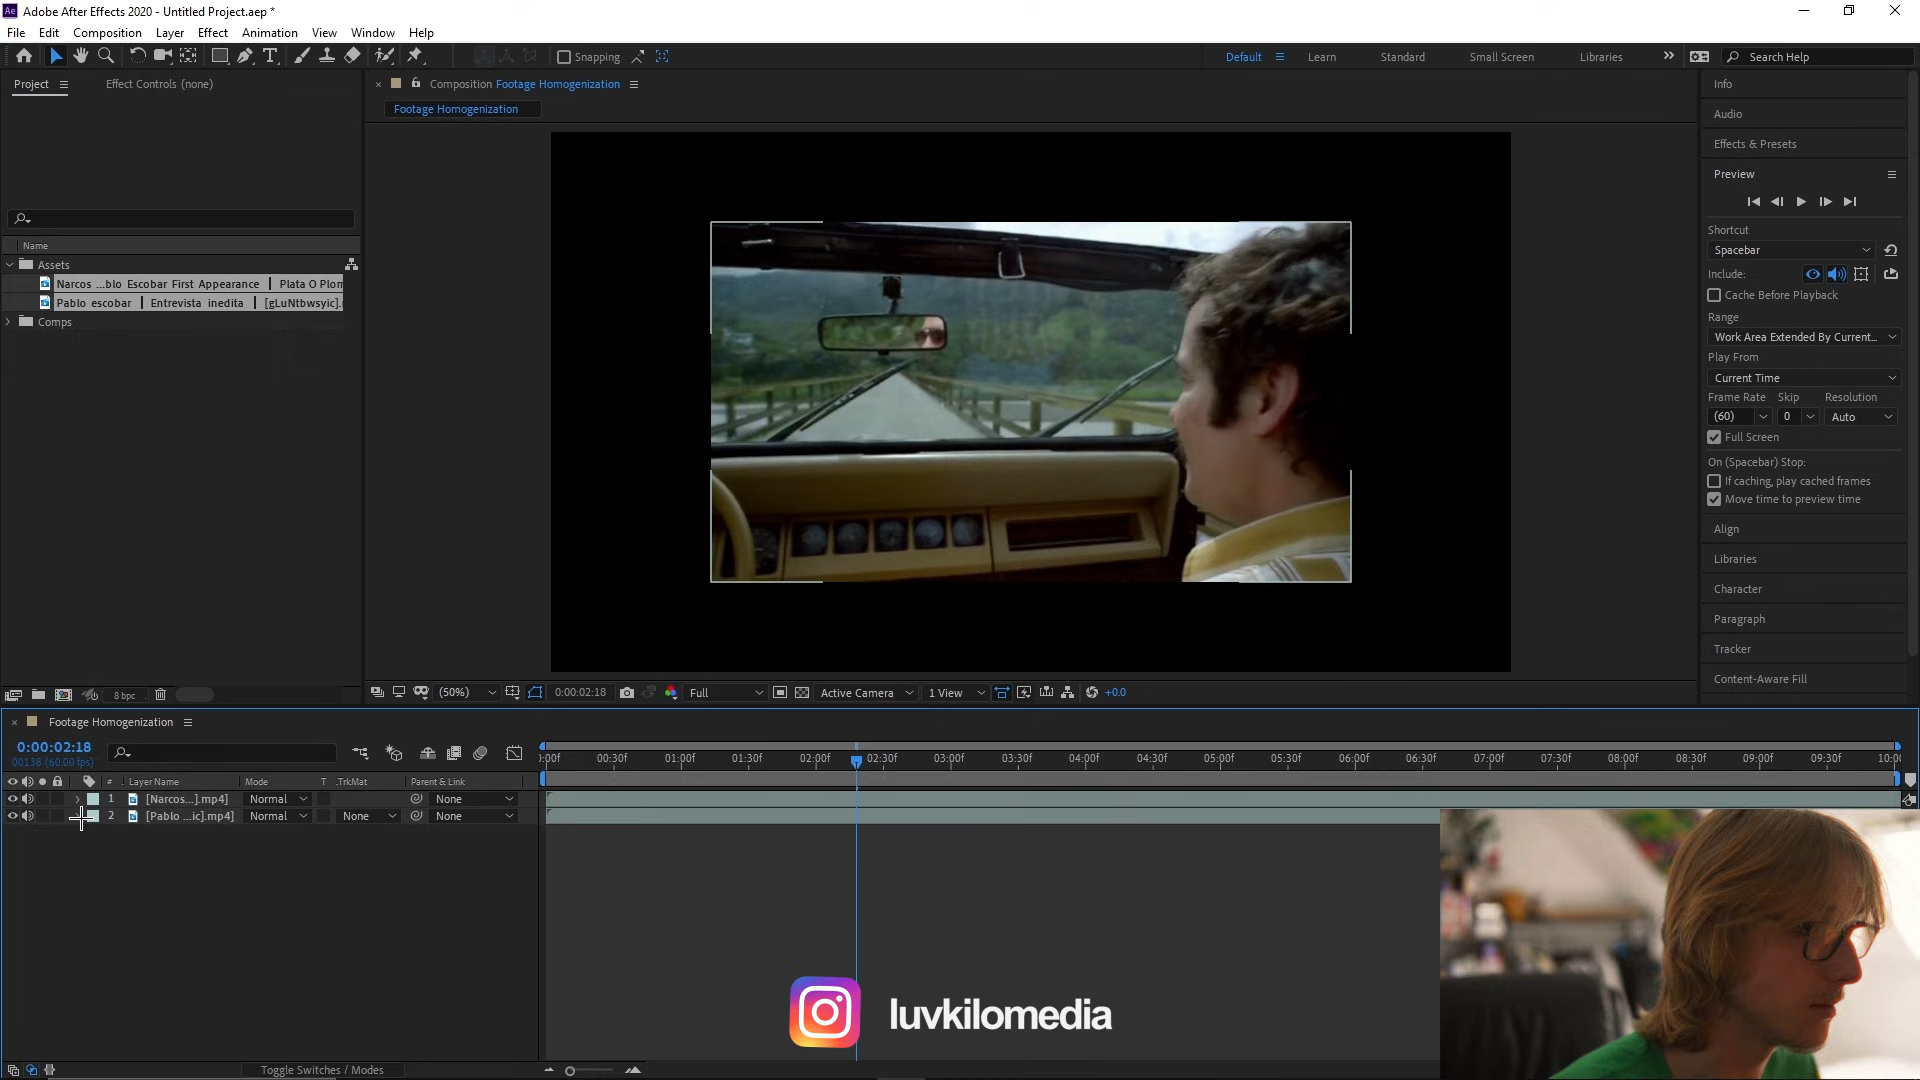 Ae Adobe After Effects 2020 - Untitled Project.aep *
File Edit Composition Layer Effect Animation View Window Help
Snapping
Default Learn Standard Small Screen Libraries
Search Help
Project
Effect Controls (none)
Name
Assets
Narcos ...blo Escobar First Appearance | Plata O Plom
Pablo escobar | Entrevista inedita | [gLuNtbwsyic].
Comps
8 bpc
Composition Footage Homogenization
Footage Homogenization
(50%)
0:00:02:18
Full
Active Camera
1 View
+0.0
Info
Audio
Effects & Presets
Preview
Shortcut
Spacebar
Include:
Cache Before Playback
Range
Work Area Extended By Current...
Play From
Current Time
Frame Rate Skip Resolution
(60) 0 Auto
Full Screen
On (Spacebar) Stop:
If caching, play cached frames
Move time to preview time
Align
Libraries
Character
Paragraph
Tracker
Content-Aware Fill
Footage Homogenization
0:00:02:18
00138 (60.00 fps)
# Layer Name Mode T .TrkMat Parent & Link
1 [Narcos...].mp4] Normal None
2 [Pablo ...ic].mp4] Normal None None
):00f 00:30f 01:00f 01:30f 02:00f 02:30f 03:00f 03:30f 04:00f 04:30f 05:00f 05:30f 06:00f 06:30f 07:00f 07:30f 08:00f 08:30f 09:00f 09:30f 10:0
Toggle Switches / Modes
luvkilomedia